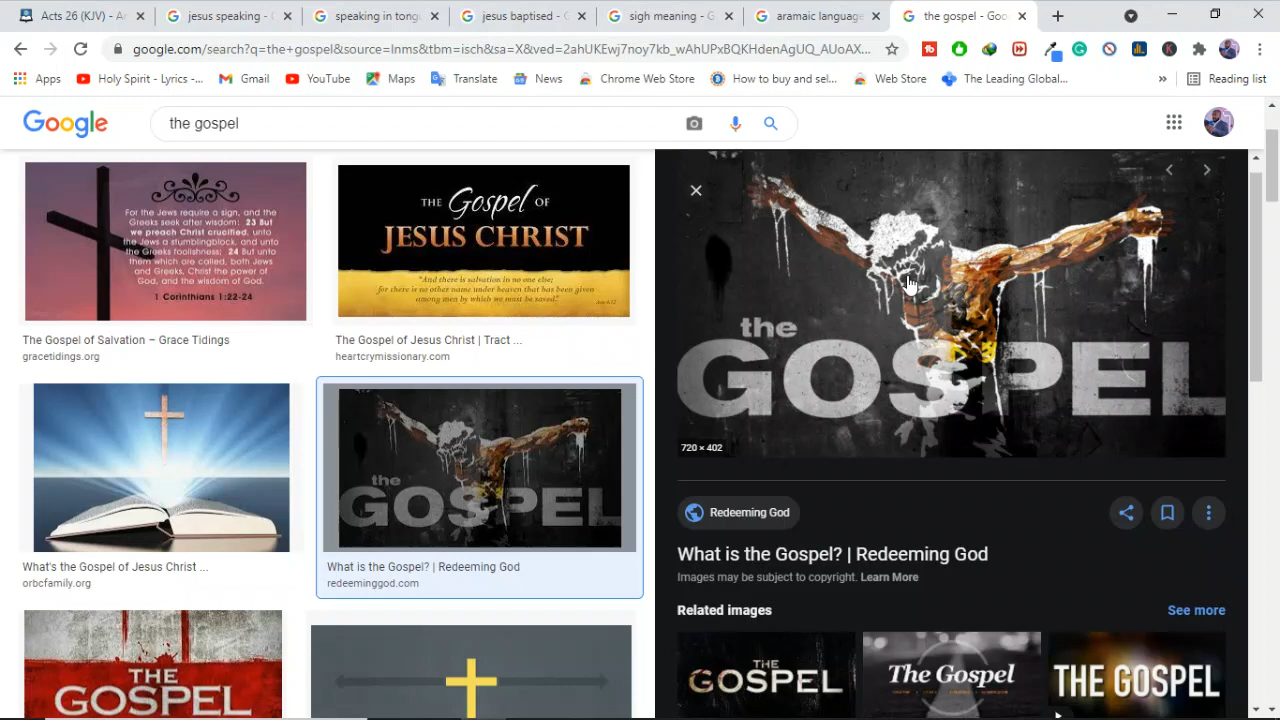 Acts 26 (KJV) - A
jesis speaking - G
speaking in tong
jesus baptised - G
sigh meaning - G
aramaic language
the gospel - Goo
google.com/search?q=the+gospel&source=lnms&tbm=isch&sa=X&ved=2ahUKEwj7noy7kb_wAhUPxBQKHdenAgUQ_AUoAX...
Apps
Holy Spirit - Lyrics -...
Gmail
YouTube
Maps
Translate
News
Chrome Web Store
How to buy and sel...
Web Store
The Leading Global...
»
Reading list
Google
the gospel
For the Jews require a sign, and the
Greeks seek after wisdom: 23 But
we preach Christ crucified, unto
the Jews a stumblingblock, and unto
the Greeks foolishness; 24 But unto
them which are called, both Jews
and Greeks, Christ the power of
God, and the wisdom of God.
1 Corinthians 1:22-24
The Gospel of Salvation – Grace Tidings
gracetidings.org
THE Gospel OF
JESUS CHRIST
"And there is salvation in no one else;
for there is no other name under heaven that has been given
among men by which we must be saved."
Acts 4:12
The Gospel of Jesus Christ | Tract ...
heartcrymissionary.com
What's the Gospel of Jesus Christ ...
orbcfamily.org
the
GOSPEL
What is the Gospel? | Redeeming God
redeeminggod.com
THE
GOSPEL
the
GOSPEL
720 × 402
Redeeming God
What is the Gospel? | Redeeming God
Images may be subject to copyright. Learn More
Related images
See more
THE
GOSPEL
The Gospel
THE GOSPEL